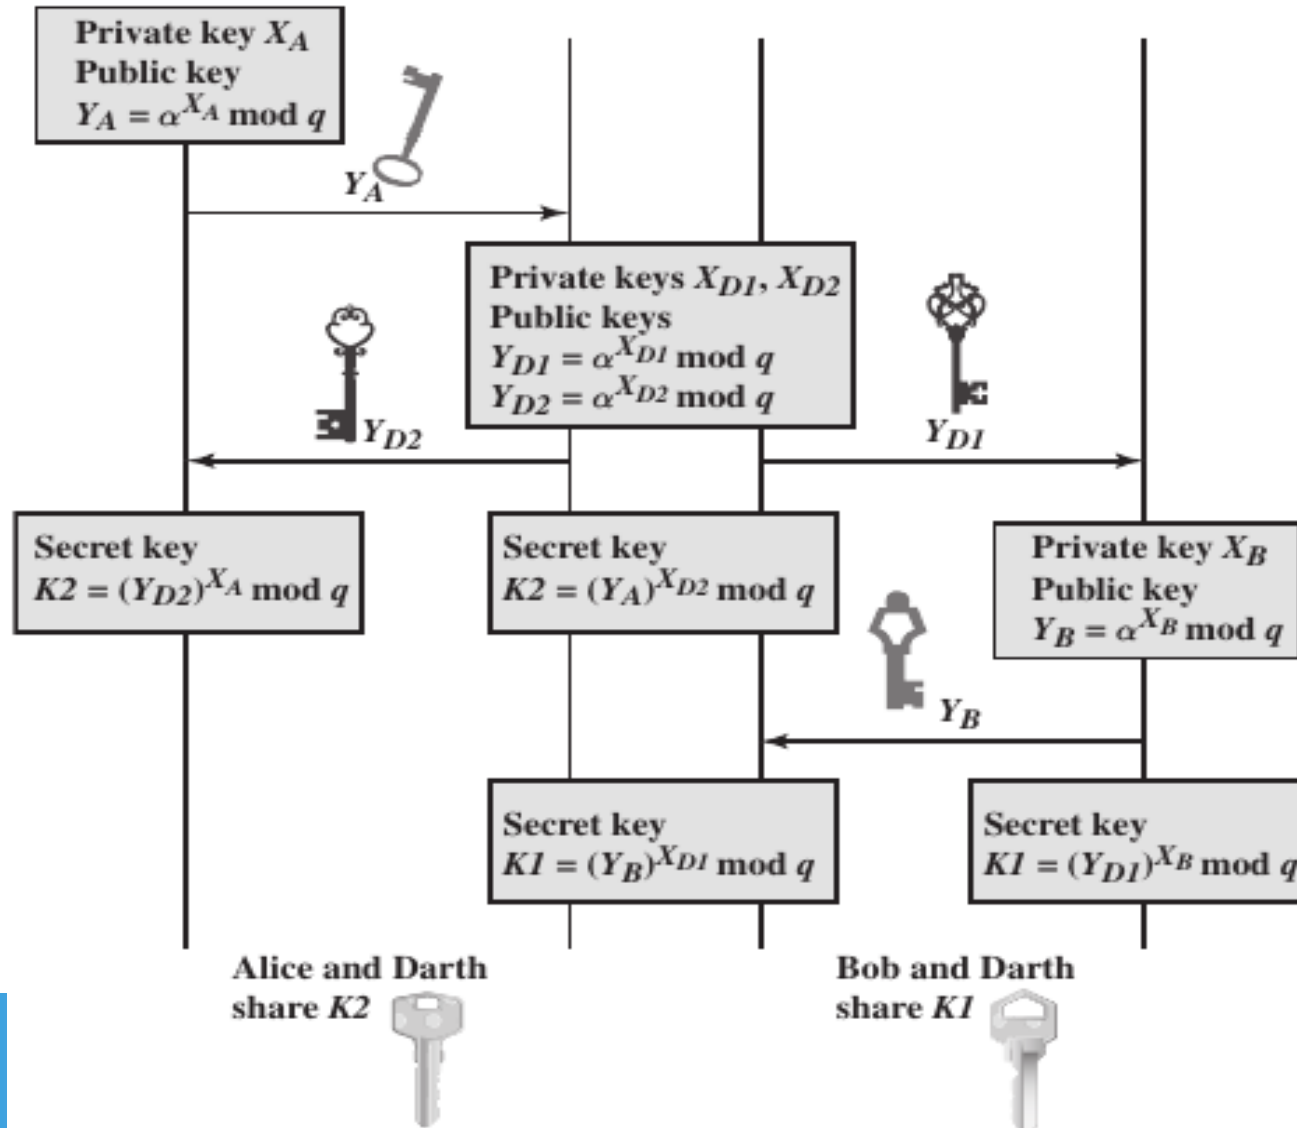 Private key X_A
Public key
Y_A = α^{X_A} mod q
Y_A
Private keys X_{D1}, X_{D2}
Public keys
Y_{D1} = α^{X_{D1}} mod q
Y_{D2} = α^{X_{D2}} mod q
Y_{D2}
Y_{D1}
Secret key
K2 = (Y_{D2})^{X_A} mod q
Secret key
K2 = (Y_A)^{X_{D2}} mod q
Private key X_B
Public key
Y_B = α^{X_B} mod q
Y_B
Secret key
K1 = (Y_B)^{X_{D1}} mod q
Secret key
K1 = (Y_{D1})^{X_B} mod q
Alice and Darth
share K2
Bob and Darth
share K1